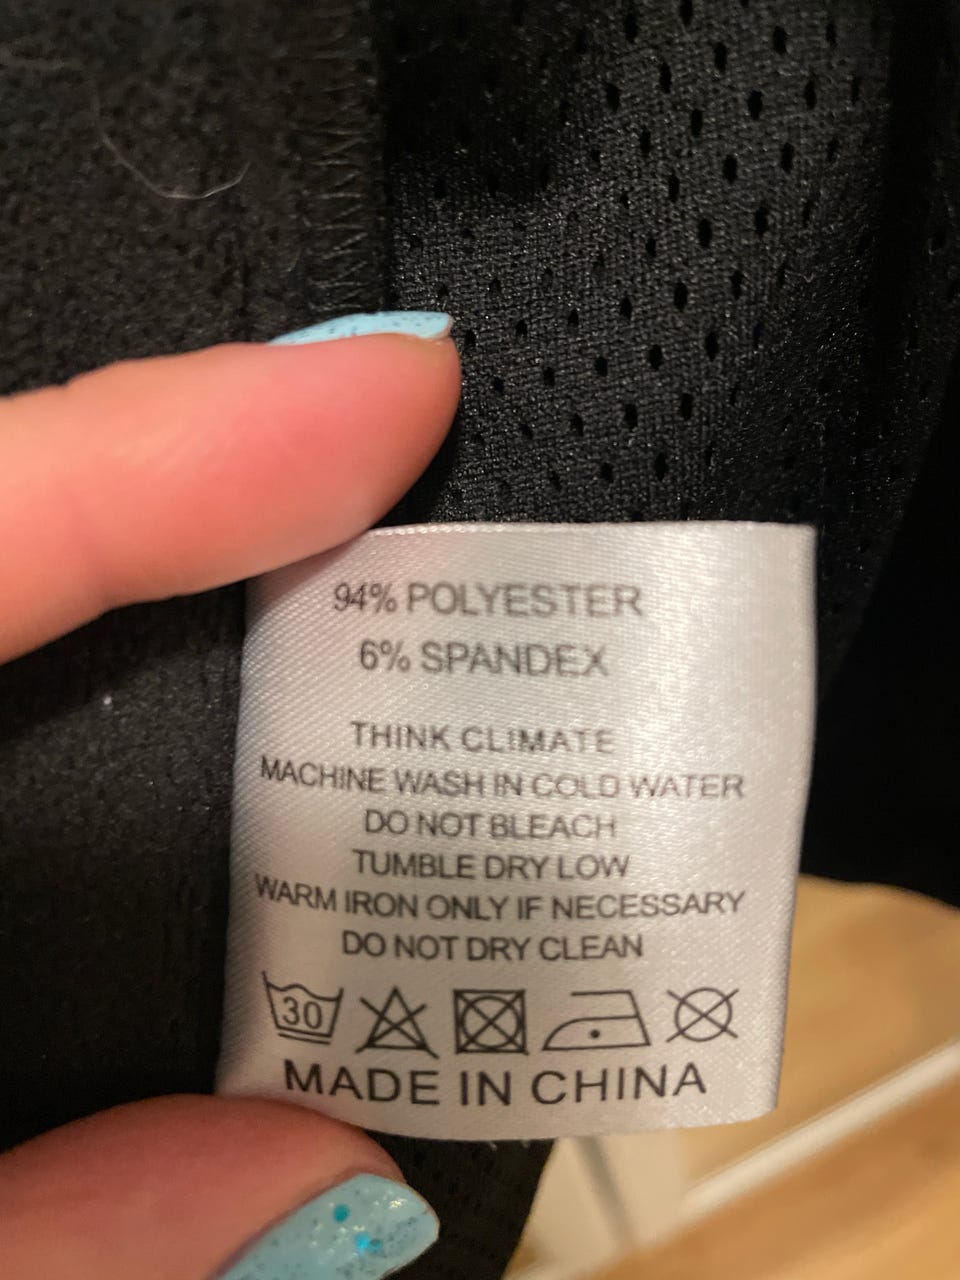 94% POLYESTER
6% SPANDEX
THINK CLIMATE
MACHINE WASH IN COLD WATER
DO NOT BLEACH
TUMBLE DRY LOW
WARM IRON ONLY IF NECESSARY
DO NOT DRY CLEAN
30
MADE IN CHINA